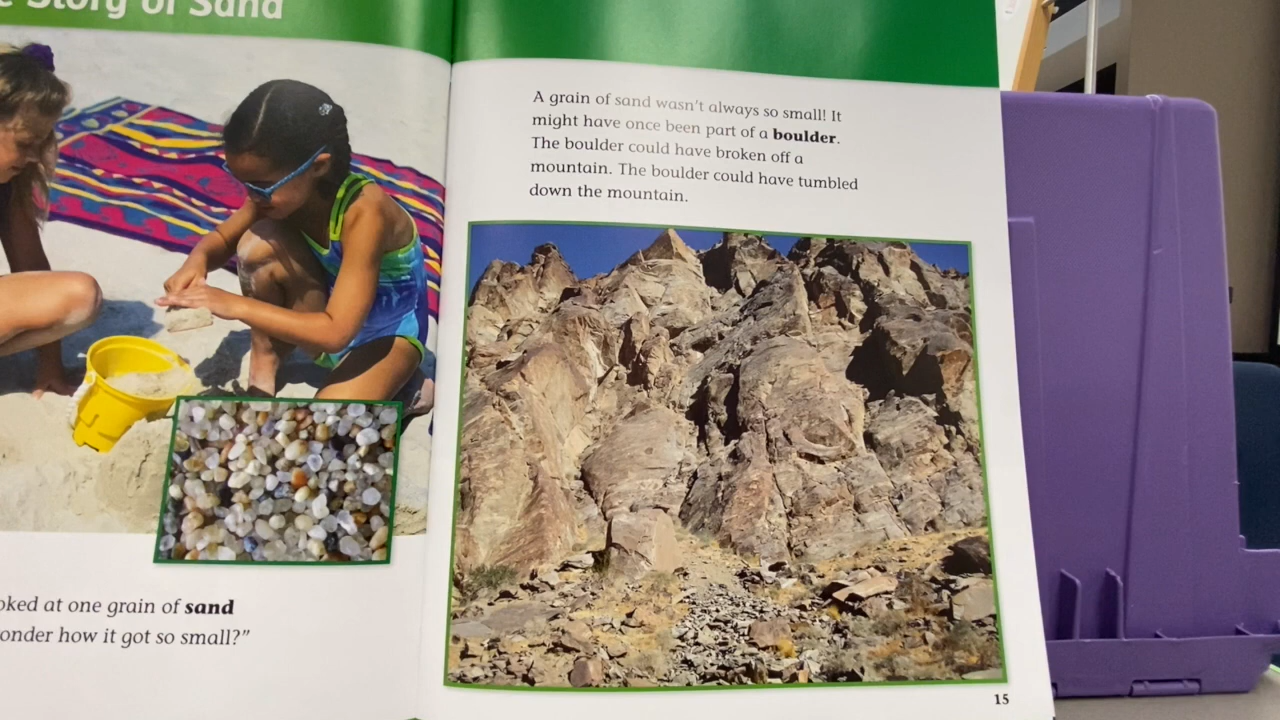 Story of Sand
oked at one grain of sand
onder how it got so small?"
A grain of sand wasn't always so small! It
might have once been part of a boulder.
The boulder could have broken off a
mountain. The boulder could have tumbled
down the mountain.
15